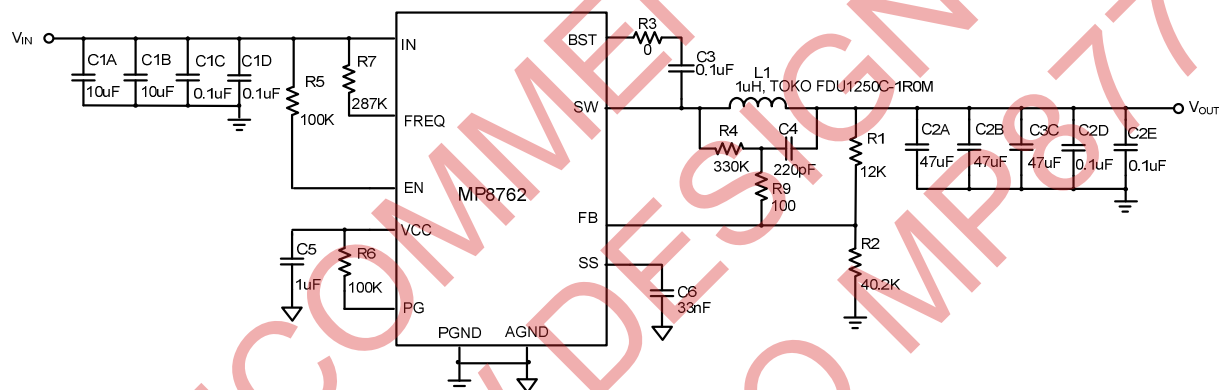 VIN
C1A
10uF
C1B
10uF
C1C
0.1uF
C1D
0.1uF
R5
100K
R7
287K
IN
FREQ
EN
VCC
PG
C5
1uF
R6
100K
MP8762
PGND
AGND
BST
SW
FB
SS
R3
0
C3
0.1uF
L1
1uH, TOKO FDU1250C-1R0M
R4
330K
C4
220pF
R9
100
R1
12K
R2
40.2K
C6
33nF
C2A
47uF
C2B
47uF
C3C
47uF
C2D
0.1uF
C2E
0.1uF
VOUT
DESIGN
MP877